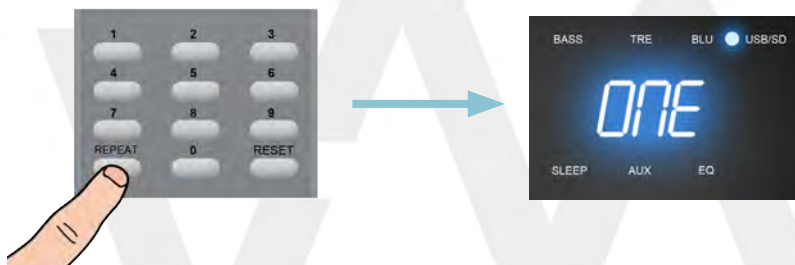 1 2 3
4 5 6
7 8 9
REPEAT 0 RESET
BASS TRE BLU USB/SD
ONE
SLEEP AUX EQ